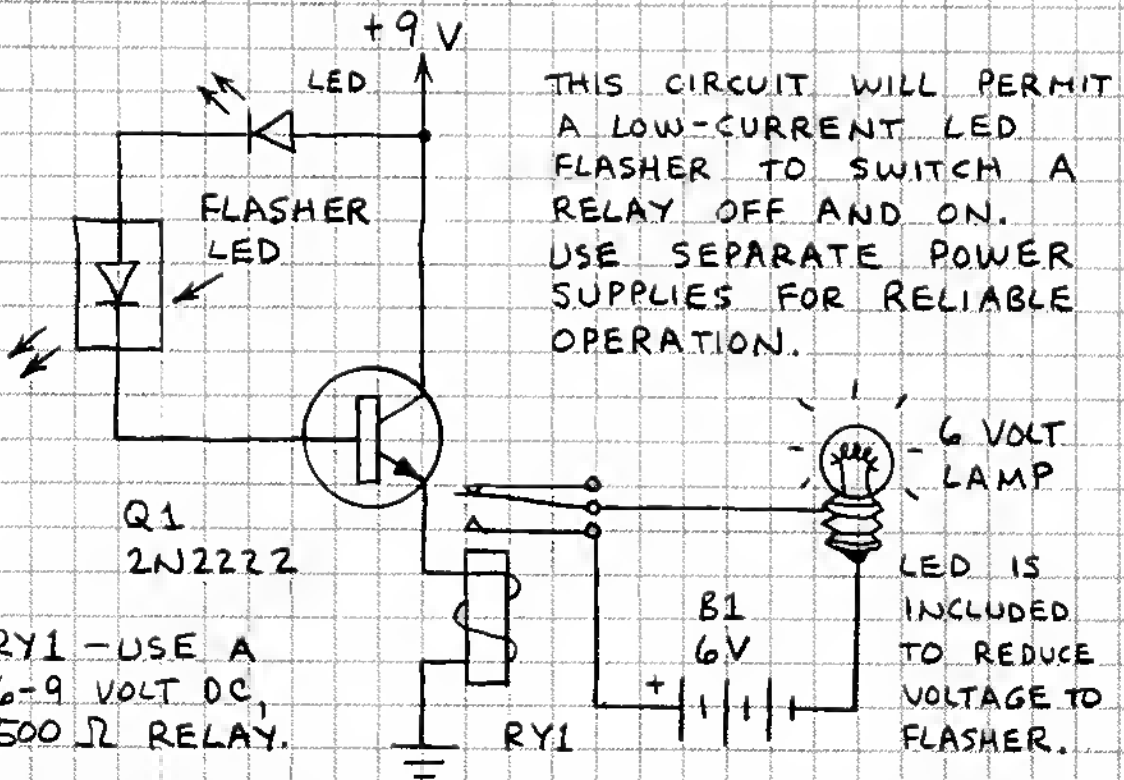 +9 V
LED
THIS CIRCUIT WILL PERMIT
A LOW-CURRENT LED
FLASHER TO SWITCH A
RELAY OFF AND ON.
USE SEPARATE POWER
SUPPLIES FOR RELIABLE
OPERATION.
FLASHER
LED
6 VOLT
LAMP
Q1
2N2222
LED IS
INCLUDED
TO REDUCE
VOLTAGE TO
FLASHER.
B1
6V
+
RY1 - USE A
6-9 VOLT DC,
500 Ω RELAY.
RY1